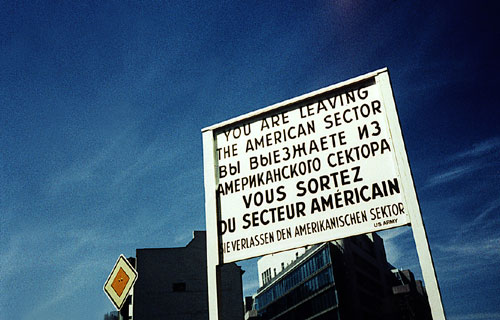 YOU ARE LEAVING
THE AMERICAN SECTOR
ВЫ ВЫЕЗЖАЕТЕ ИЗ
АМЕРИКАНСКОГО СЕКТОРА
VOUS SORTEZ
DU SECTEUR AMÉRICAIN
SIE VERLASSEN DEN AMERIKANISCHEN SEKTOR
US ARMY